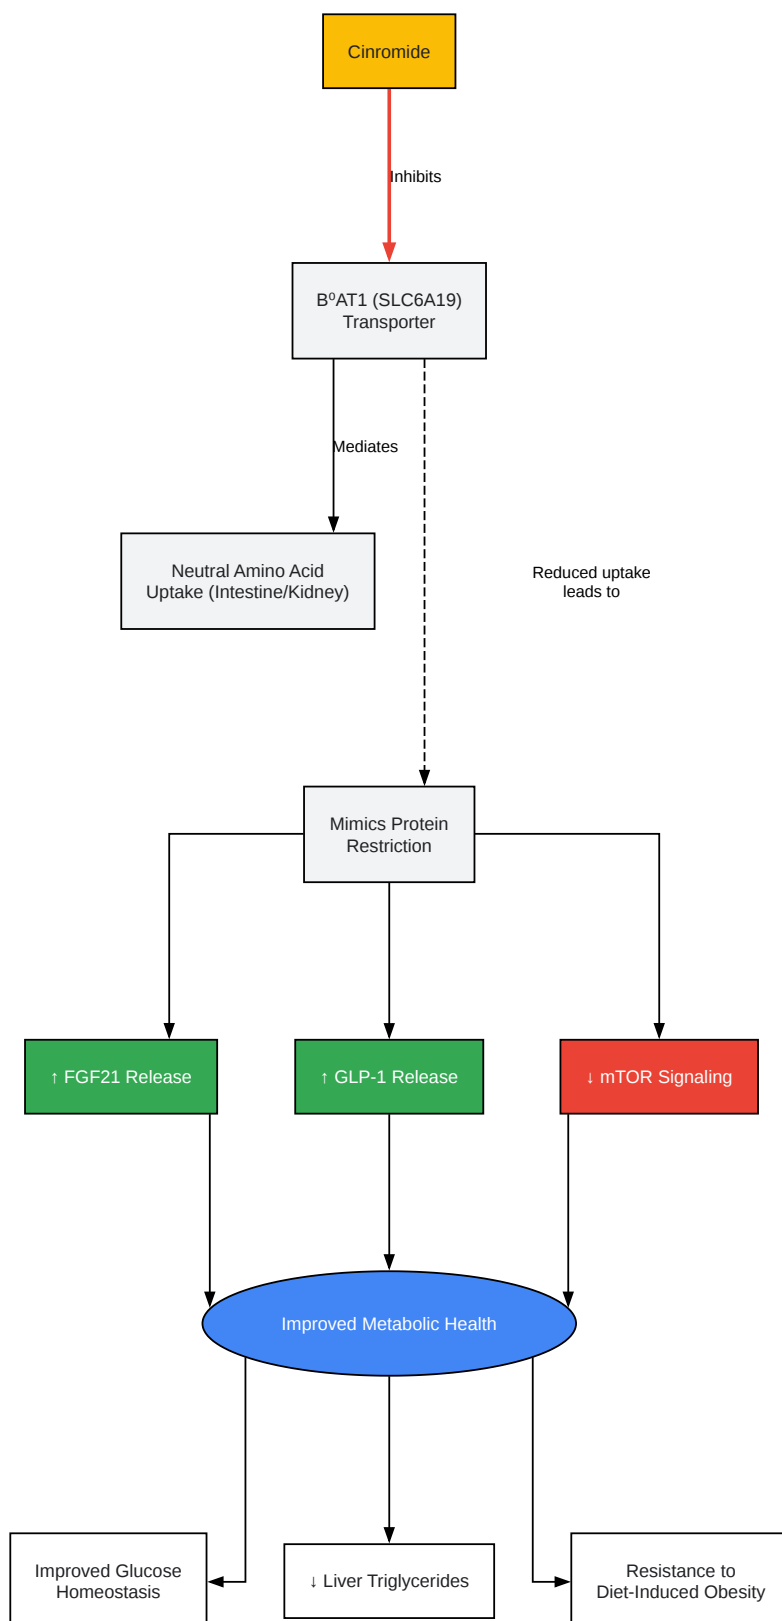 Cinromide
Inhibits
B⁰AT1 (SLC6A19)
Transporter
Mediates
Neutral Amino Acid
Uptake (Intestine/Kidney)
Reduced uptake
leads to
Mimics Protein
Restriction
↑ FGF21 Release
↑ GLP-1 Release
↓ mTOR Signaling
Improved Metabolic Health
Improved Glucose
Homeostasis
↓ Liver Triglycerides
Resistance to
Diet-Induced Obesity